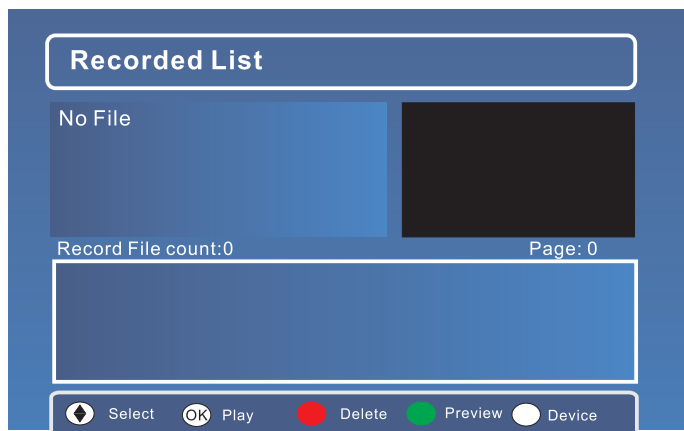 Recorded List
No File
Record File count:0 Page: 0
Select OK Play Delete Preview Device